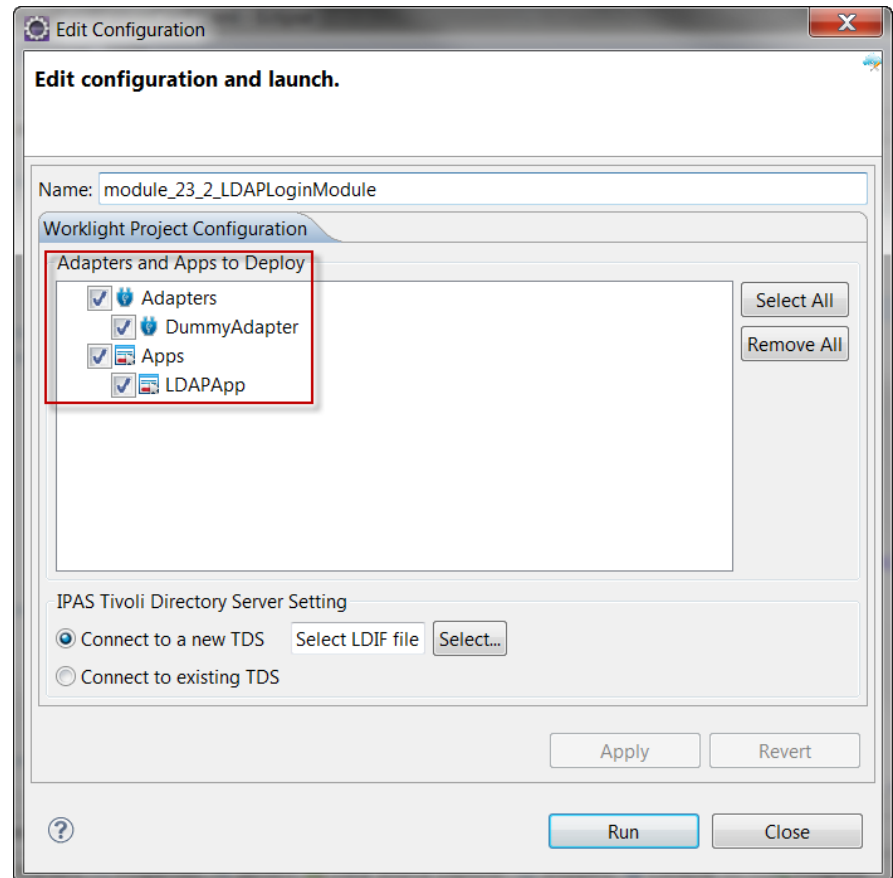 Edit Configuration
Edit configuration and launch.
Name: module_23_2_LDAPLoginModule
Worklight Project Configuration
Adapters and Apps to Deploy
Adapters
DummyAdapter
Apps
LDAPApp
Select All
Remove All
IPAS Tivoli Directory Server Setting
Connect to a new TDS Select LDIF file Select...
Connect to existing TDS
Apply Revert
? Run Close